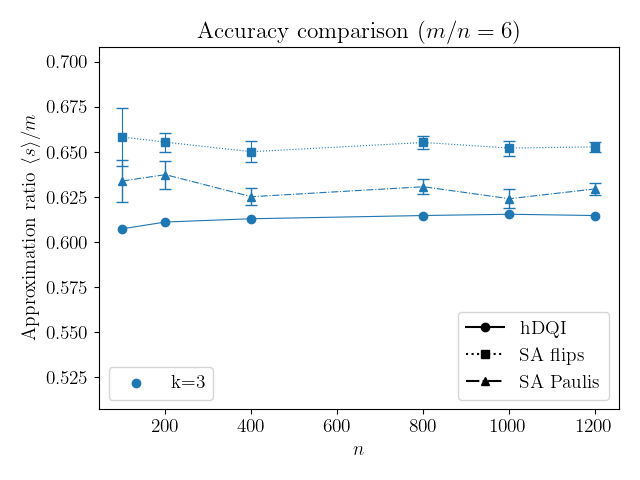 Accuracy comparison (m/n = 6)
Approximation ratio ⟨s⟩/m
0.700
0.675
0.650
0.625
0.600
0.575
0.550
0.525
hDQI
SA flips
SA Paulis
k=3
200 400 600 800 1000 1200
n